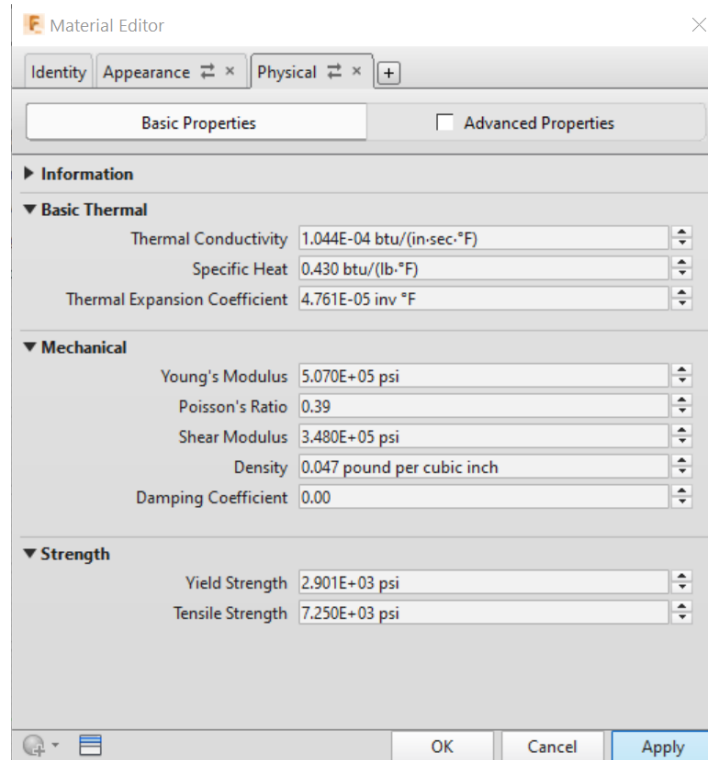 Material Editor
Identity Appearance Physical
Basic Properties Advanced Properties
Information
Basic Thermal
Thermal Conductivity 1.044E-04 btu/(in·sec·°F)
Specific Heat 0.430 btu/(lb·°F)
Thermal Expansion Coefficient 4.761E-05 inv °F
Mechanical
Young's Modulus 5.070E+05 psi
Poisson's Ratio 0.39
Shear Modulus 3.480E+05 psi
Density 0.047 pound per cubic inch
Damping Coefficient 0.00
Strength
Yield Strength 2.901E+03 psi
Tensile Strength 7.250E+03 psi
OK Cancel Apply